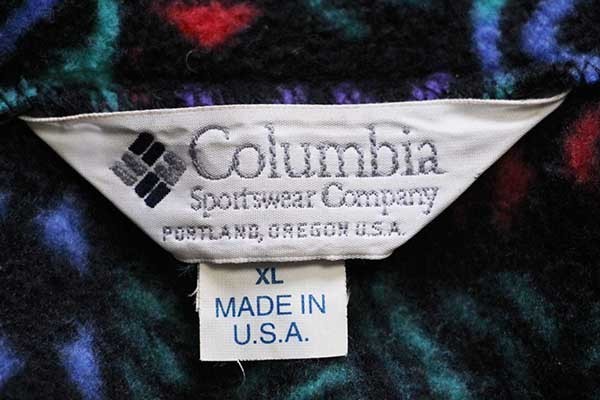 Columbia
Sportswear Company
PORTLAND, OREGON U.S.A.
XL
MADE IN
U.S.A.